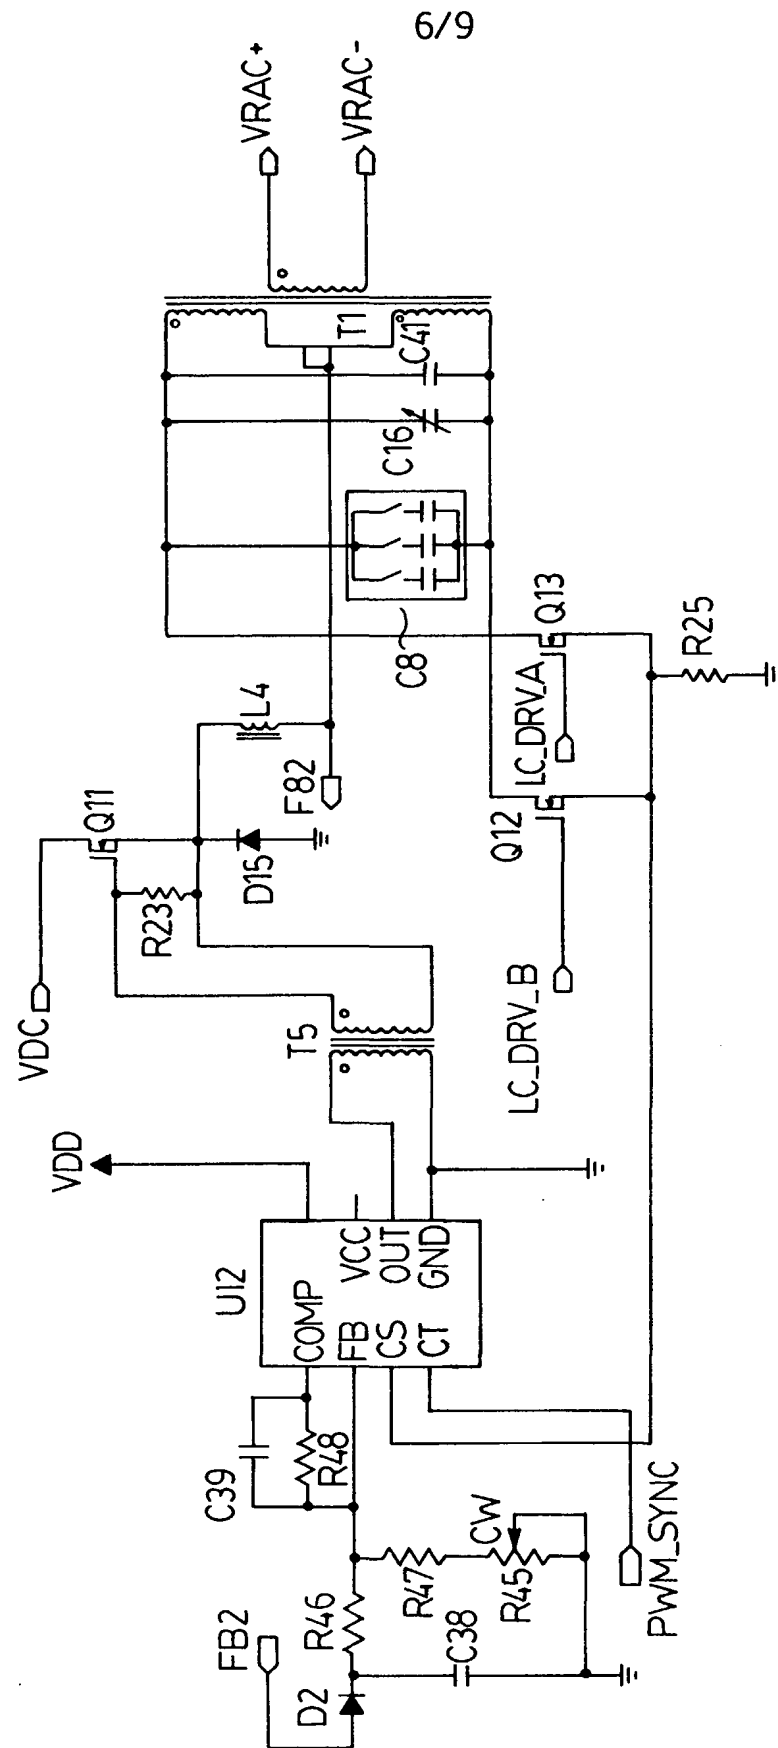 6/9
VRAC+
VRAC-
T1
C41
C16
C8
Q13
R25
LC_DRV_A
L4
F82
Q11
D15
R23
Q12
LC_DRV_B
VDC
T5
VDD
U12
COMP
VCC
FB
OUT
CS
GND
CT
C39
R48
CW
R47
R45
PWM_SYNC
FB2
R46
C38
D2